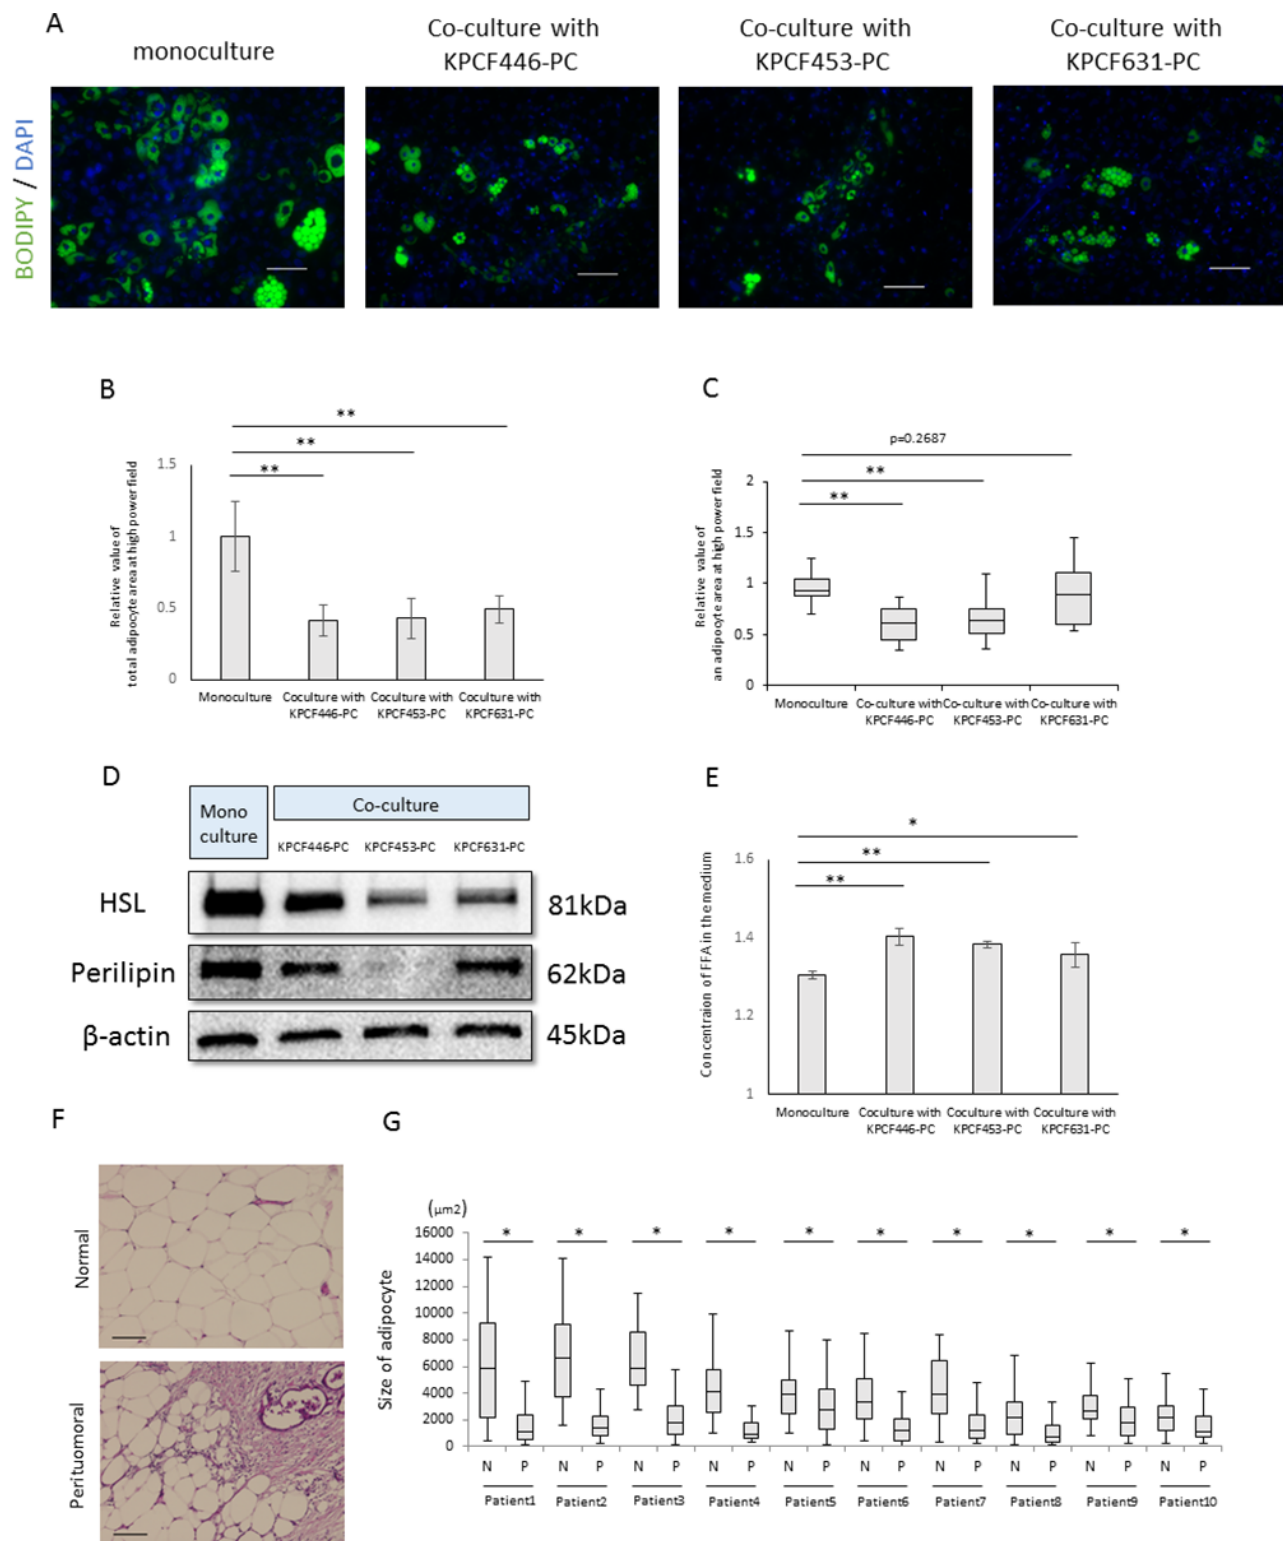 A
monoculture
Co-culture with
KPCF446-PC
Co-culture with
KPCF453-PC
Co-culture with
KPCF631-PC
BODIPY / DAPI
B
**
**
**
Relative value of
total adipocyte area at high power field
1.5
1
0.5
0
Monoculture
Coculture with
KPCF446-PC
Coculture with
KPCF453-PC
Coculture with
KPCF631-PC
C
p=0.2687
**
**
Relative value of
an adipocyte area at high power field
2
1.5
1
0.5
0
Monoculture
Co-culture with
KPCF446-PC
Co-culture with
KPCF453-PC
Co-culture with
KPCF631-PC
D
Mono
culture
Co-culture
KPCF446-PC
KPCF453-PC
KPCF631-PC
HSL
81kDa
Perilipin
62kDa
β-actin
45kDa
E
*
**
**
Concentraion of FFA in the medium
1.6
1.4
1.2
1
Monoculture
Coculture with
KPCF446-PC
Coculture with
KPCF453-PC
Coculture with
KPCF631-PC
F
Normal
Perituomoral
G
(μm2)
Size of adipocyte
16000
14000
12000
10000
8000
6000
4000
2000
0
* * * * * * * * * *
N P N P N P N P N P N P N P N P N P N P
Patient1 Patient2 Patient3 Patient4 Patient5 Patient6 Patient7 Patient8 Patient9 Patient10